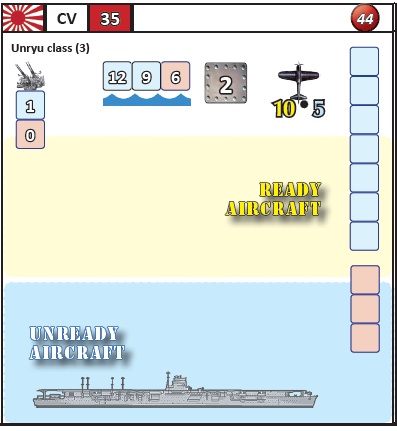 CV 35 44
Unryu class (3)
1
0
12 9 6
2
10 5
READY
AIRCRAFT
UNREADY
AIRCRAFT